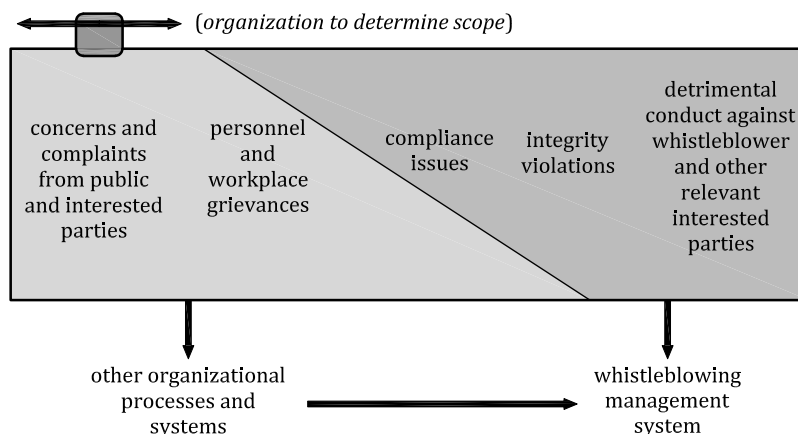 (organization to determine scope)
concerns and
complaints
from public
and interested
parties
personnel
and
workplace
grievances
compliance
issues
integrity
violations
detrimental
conduct against
whistleblower
and other
relevant
interested
parties
other organizational
processes and
systems
whistleblowing
management
system